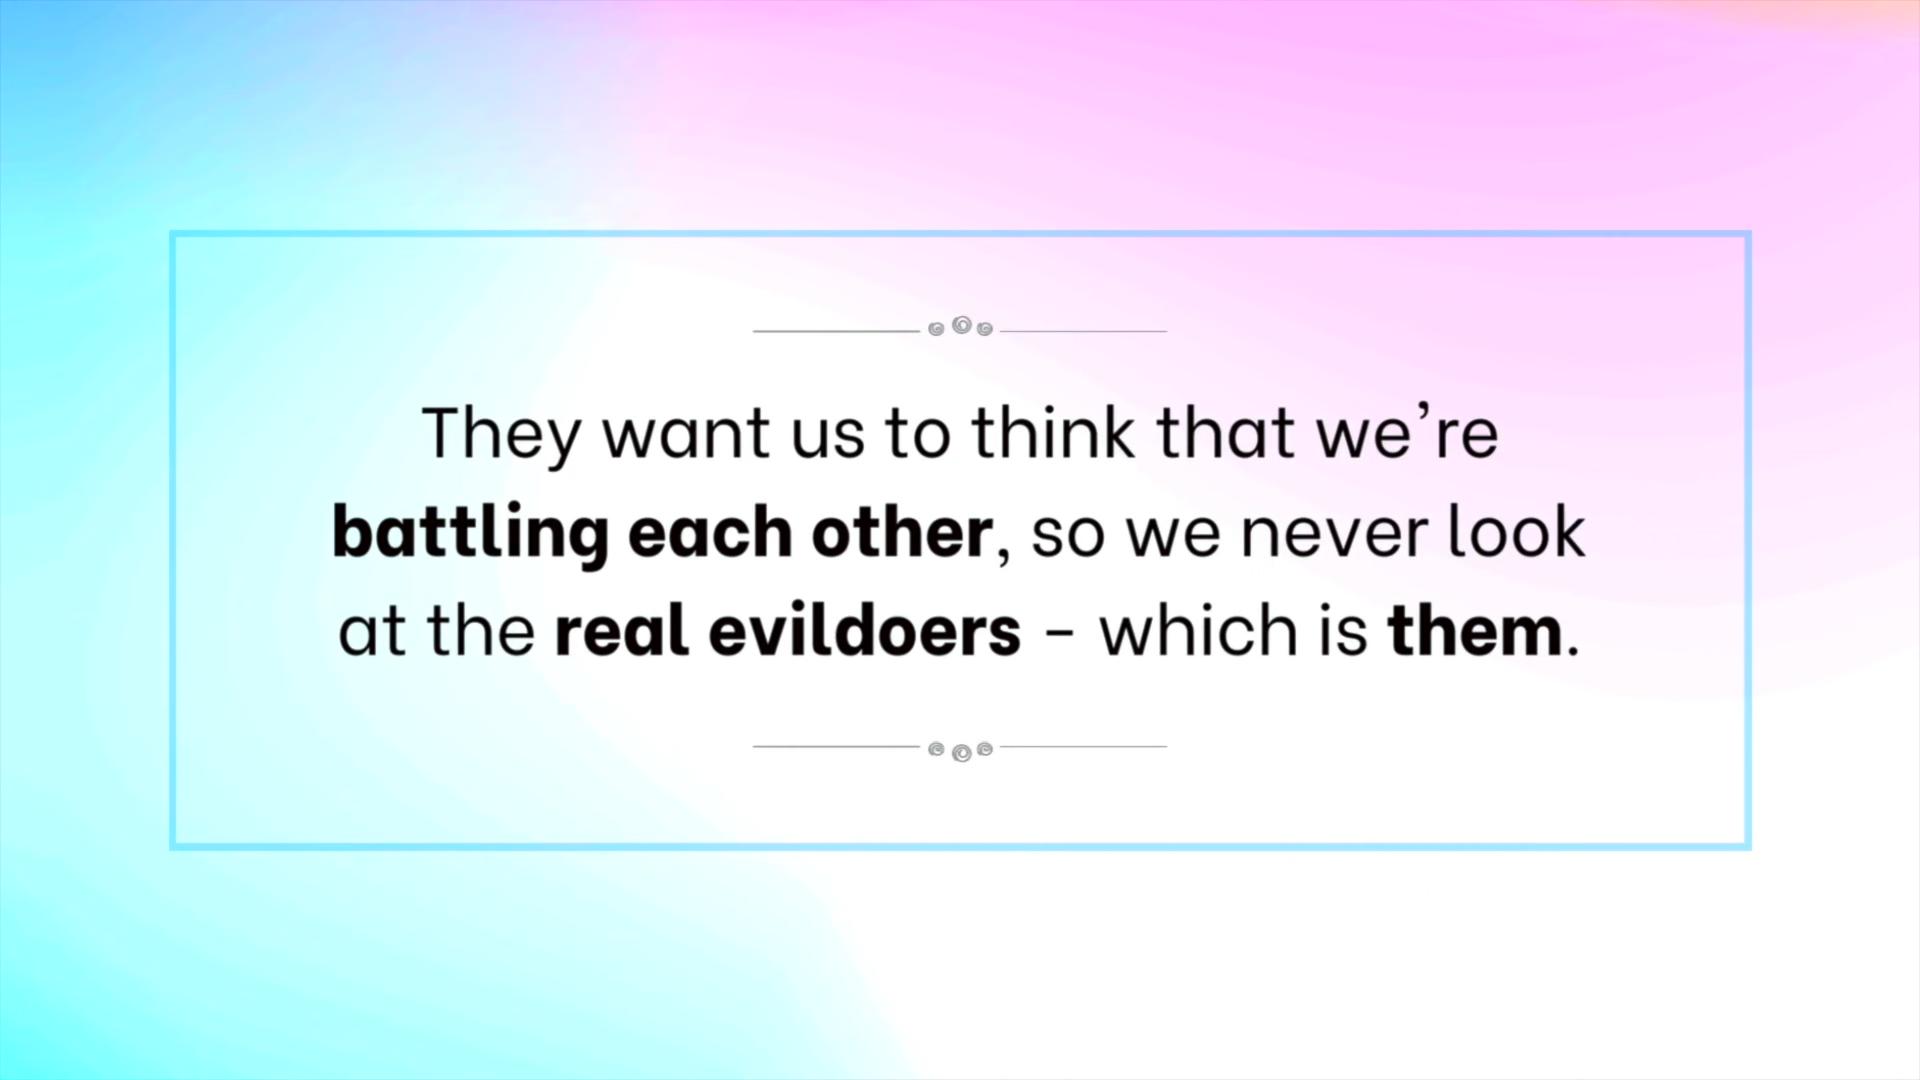 They want us to think that we’re
battling each other, so we never look
at the real evildoers – which is them.